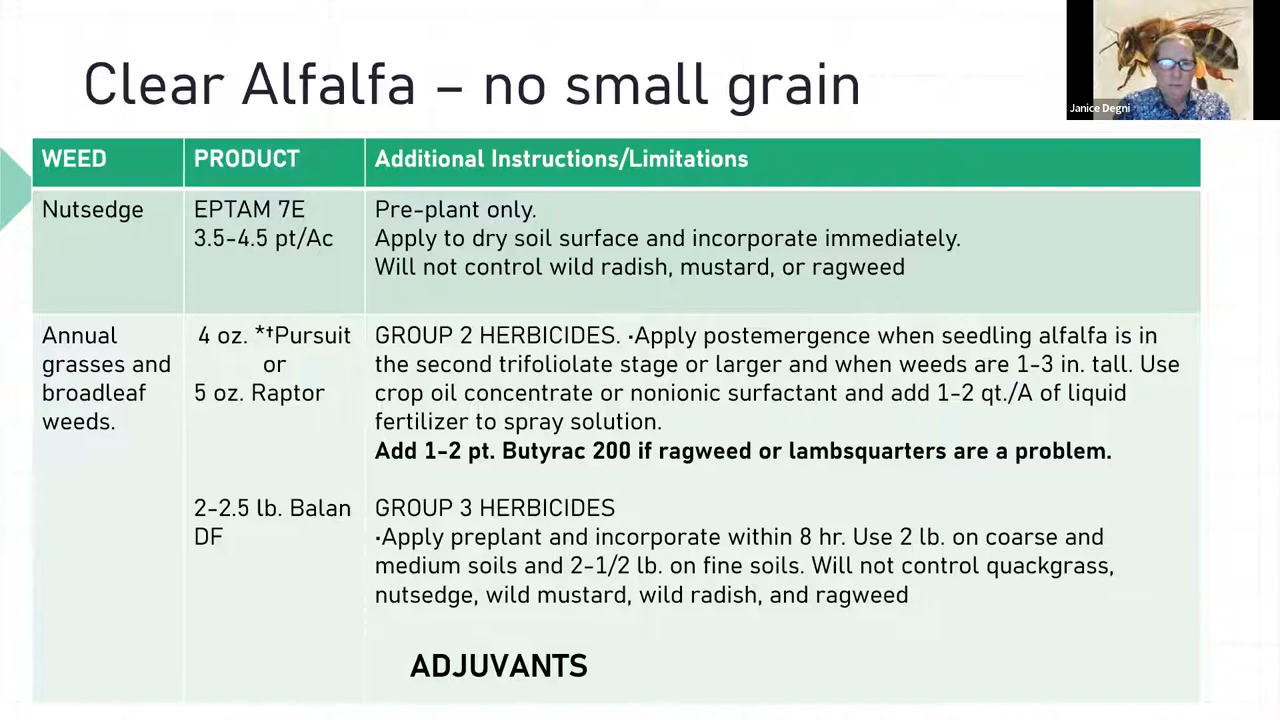 Clear Alfalfa – no small grain
Janice Degni
WEED
PRODUCT
Additional Instructions/Limitations
Nutsedge
EPTAM 7E
3.5-4.5 pt/Ac
Pre-plant only.
Apply to dry soil surface and incorporate immediately.
Will not control wild radish, mustard, or ragweed
Annual
grasses and
broadleaf
weeds.
4 oz. *†Pursuit
or
5 oz. Raptor
GROUP 2 HERBICIDES. ·Apply postemergence when seedling alfalfa is in
the second trifoliolate stage or larger and when weeds are 1-3 in. tall. Use
crop oil concentrate or nonionic surfactant and add 1-2 qt./A of liquid
fertilizer to spray solution.
Add 1-2 pt. Butyrac 200 if ragweed or lambsquarters are a problem.
2-2.5 lb. Balan
DF
GROUP 3 HERBICIDES
·Apply preplant and incorporate within 8 hr. Use 2 lb. on coarse and
medium soils and 2-1/2 lb. on fine soils. Will not control quackgrass,
nutsedge, wild mustard, wild radish, and ragweed
ADJUVANTS